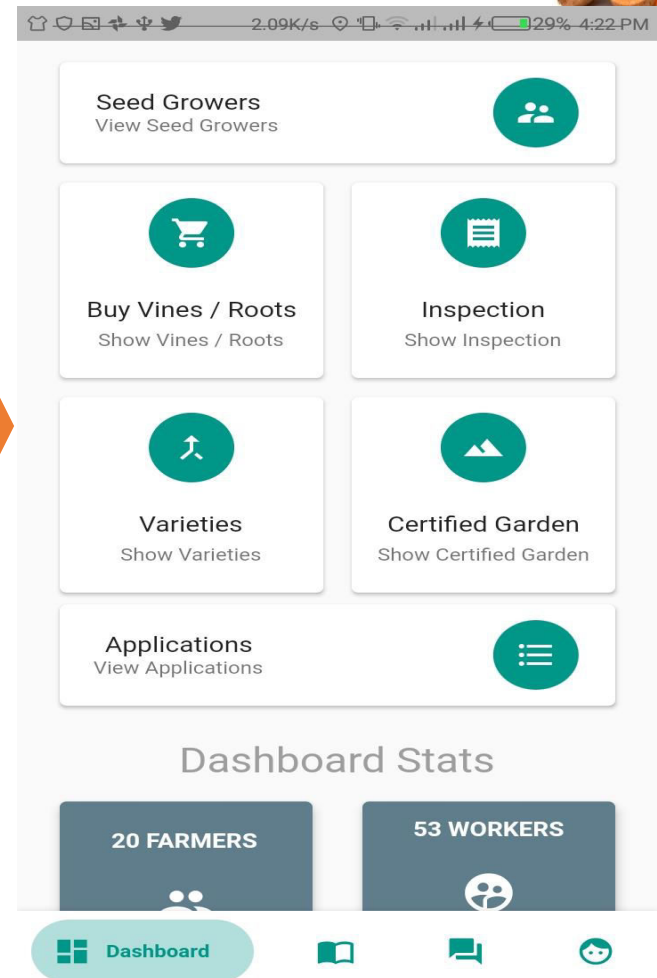 2.09K/s 29% 4:22 PM
Seed Growers
View Seed Growers
Buy Vines / Roots
Show Vines / Roots
Inspection
Show Inspection
Varieties
Show Varieties
Certified Garden
Show Certified Garden
Applications
View Applications
Dashboard Stats
20 FARMERS
53 WORKERS
Dashboard